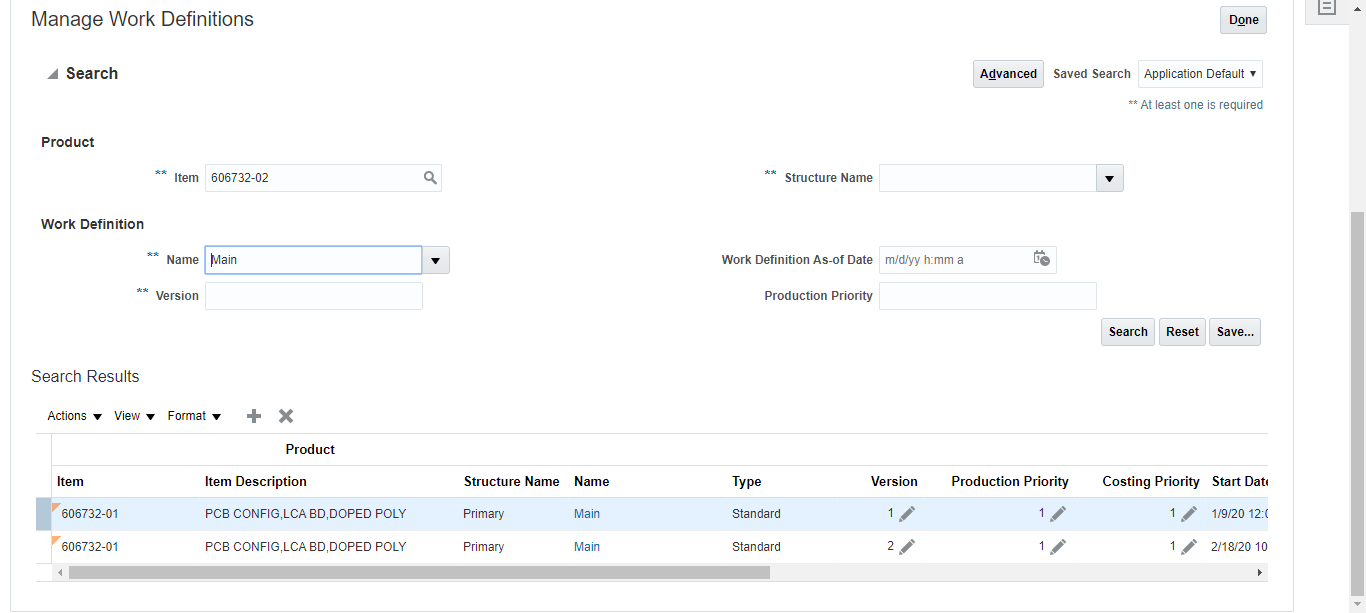 Manage Work Definitions
Done
Search
Advanced Saved Search Application Default
** At least one is required
Product
** Item 606732-02 ** Structure Name
Work Definition
** Name Main Work Definition As-of Date m/d/yy h:mm a
** Version Production Priority
Search Reset Save...
Search Results
Actions View Format
Product
Item Item Description Structure Name Name Type Version Production Priority Costing Priority Start Date
606732-01 PCB CONFIG,LCA BD,DOPED POLY Primary Main Standard 1 1 1 1/9/20 12:0
606732-01 PCB CONFIG,LCA BD,DOPED POLY Primary Main Standard 2 1 1 2/18/20 10